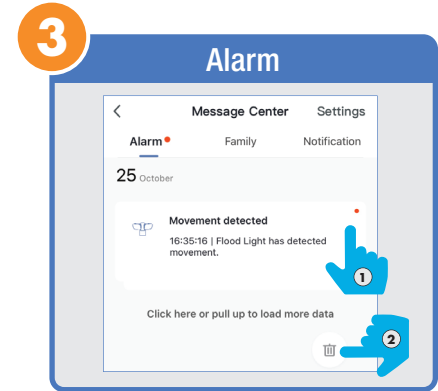 3
Alarm
Message Center Settings
Alarm Family Notification
25 October
Movement detected
16:35:16 | Flood Light has detected
movement.
1
Click here or pull up to load more data
2